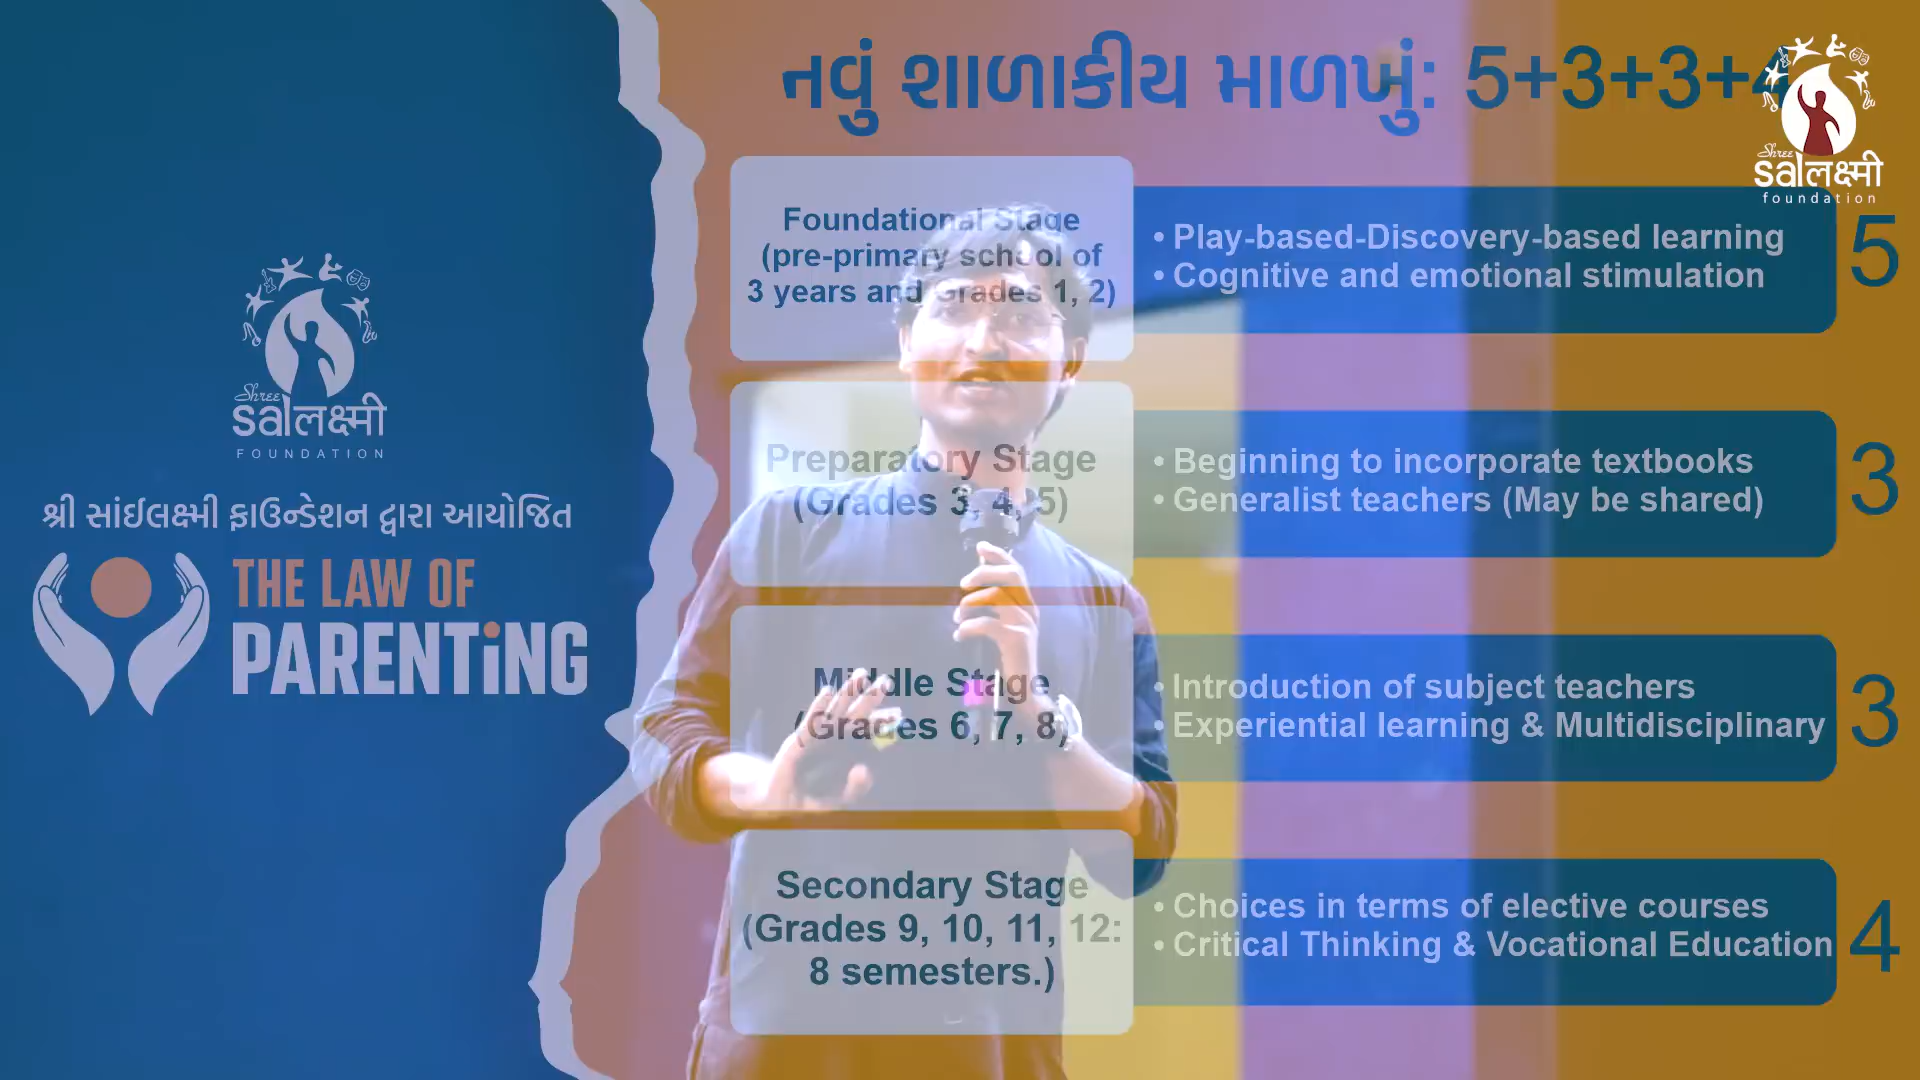 Shree
saiलक्ष्मी
FOUNDATION
શ્રી સાંઈલક્ષ્મી ફાઉન્ડેશન દ્વારા આયોજિત
THE LAW OF
PARENTiNG
નવું શાળાકીય માળખું: 5+3+3+4
Shree
saiलक्ष्मी
foundation
Foundational Stage
(pre-primary school of
3 years and Grades 1, 2)
• Play-based-Discovery-based learning
• Cognitive and emotional stimulation
5
Preparatory Stage
(Grades 3, 4, 5)
• Beginning to incorporate textbooks
• Generalist teachers (May be shared)
3
Middle Stage
(Grades 6, 7, 8)
• Introduction of subject teachers
• Experiential learning & Multidisciplinary
3
Secondary Stage
(Grades 9, 10, 11, 12:
8 semesters.)
• Choices in terms of elective courses
• Critical Thinking & Vocational Education
4